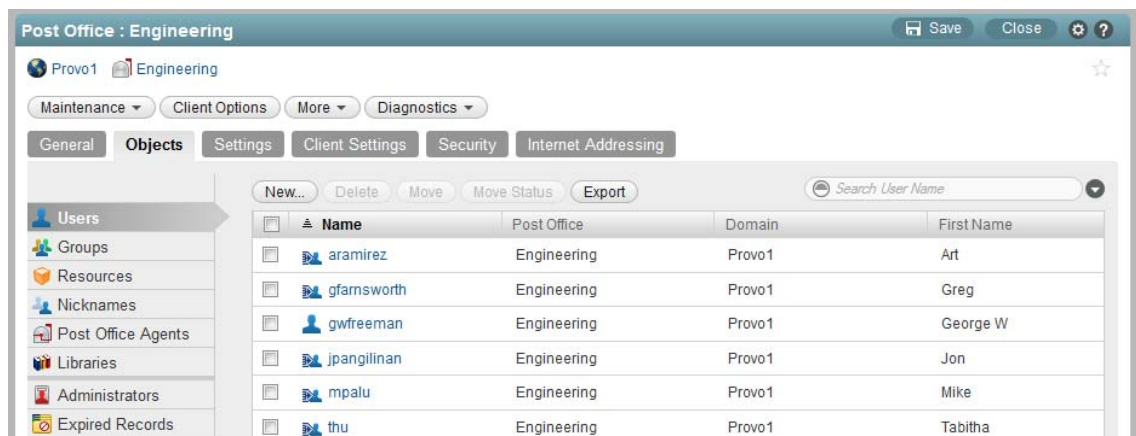 Post Office : Engineering Save Close ?
Provo1 Engineering
Maintenance Client Options More Diagnostics
General Objects Settings Client Settings Security Internet Addressing
New... Delete Move Move Status Export Search User Name
Users
Groups
Resources
Nicknames
Post Office Agents
Libraries
Administrators
Expired Records
Name Post Office Domain First Name
aramirez Engineering Provo1 Art
gfarnsworth Engineering Provo1 Greg
gwfreeman Engineering Provo1 George W
jpangilinan Engineering Provo1 Jon
mpalu Engineering Provo1 Mike
thu Engineering Provo1 Tabitha